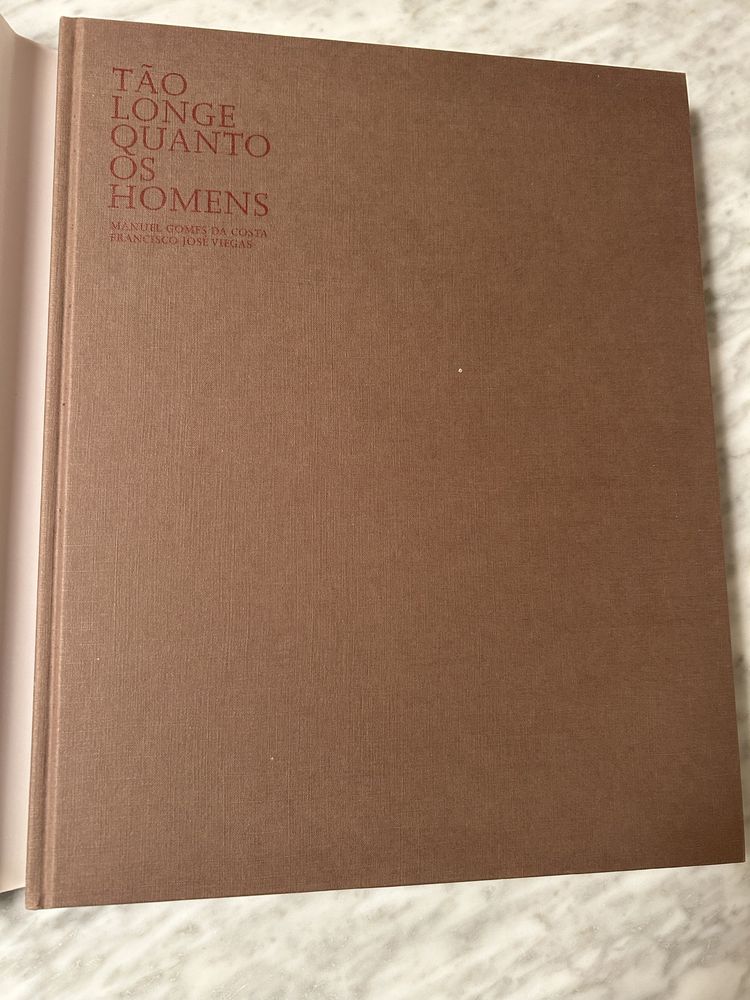 TÃO
LONGE
QUANTO
OS
HOMENS
MANUEL GOMES DA COSTA
FRANCISCO JOSÉ VIEGAS